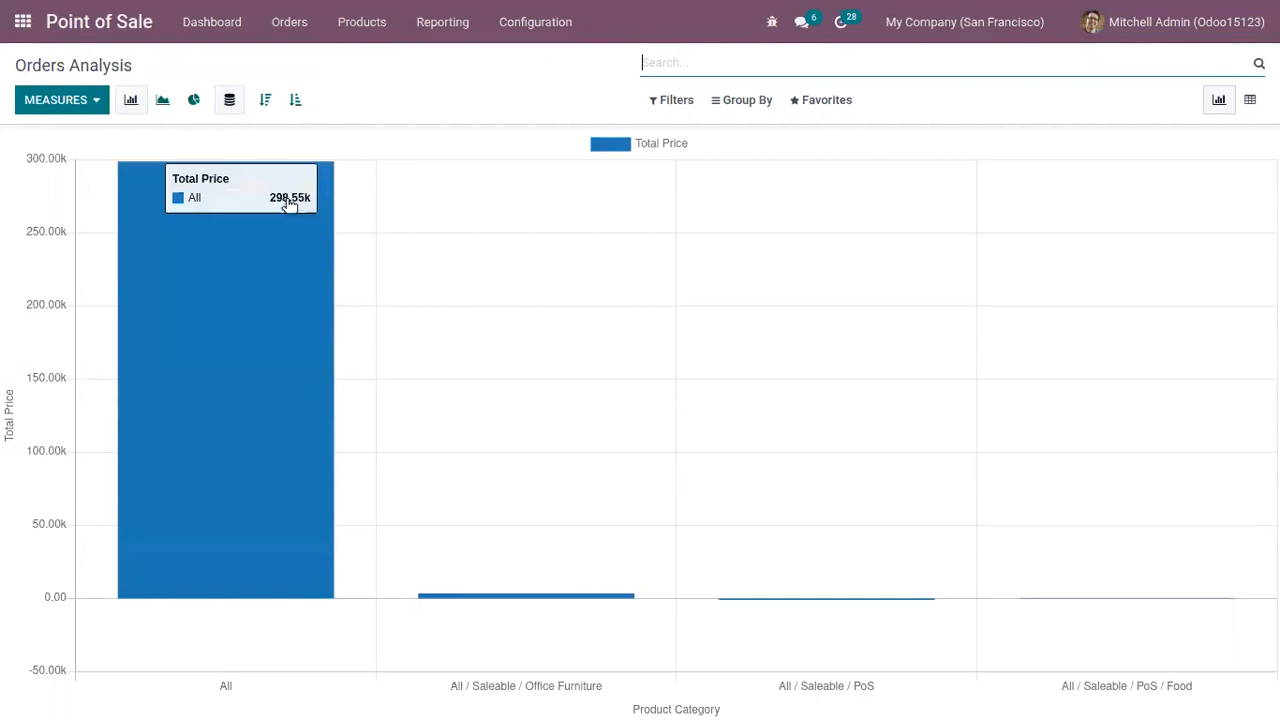 Point of Sale Dashboard Orders Products Reporting Configuration 6 28 My Company (San Francisco) Mitchell Admin (Odoo15123)
Orders Analysis Search...
MEASURES Filters Group By Favorites
Total Price
300.00k
Total Price
All 298.55k
250.00k
200.00k
150.00k
Total Price
100.00k
50.00k
0.00
-50.00k
All All / Saleable / Office Furniture All / Saleable / PoS All / Saleable / PoS / Food
Product Category